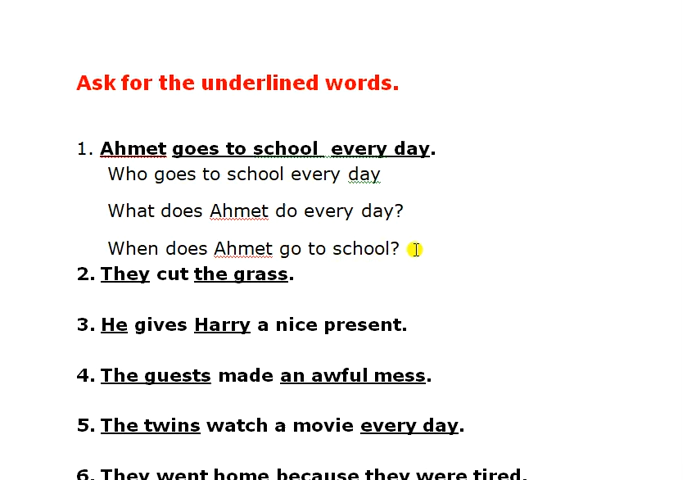 Ask for the underlined words.
1. Ahmet goes to school every day.
Who goes to school every day
What does Ahmet do every day?
When does Ahmet go to school?
2. They cut the grass.
3. He gives Harry a nice present.
4. The guests made an awful mess.
5. The twins watch a movie every day.
6. They went home because they were tired.